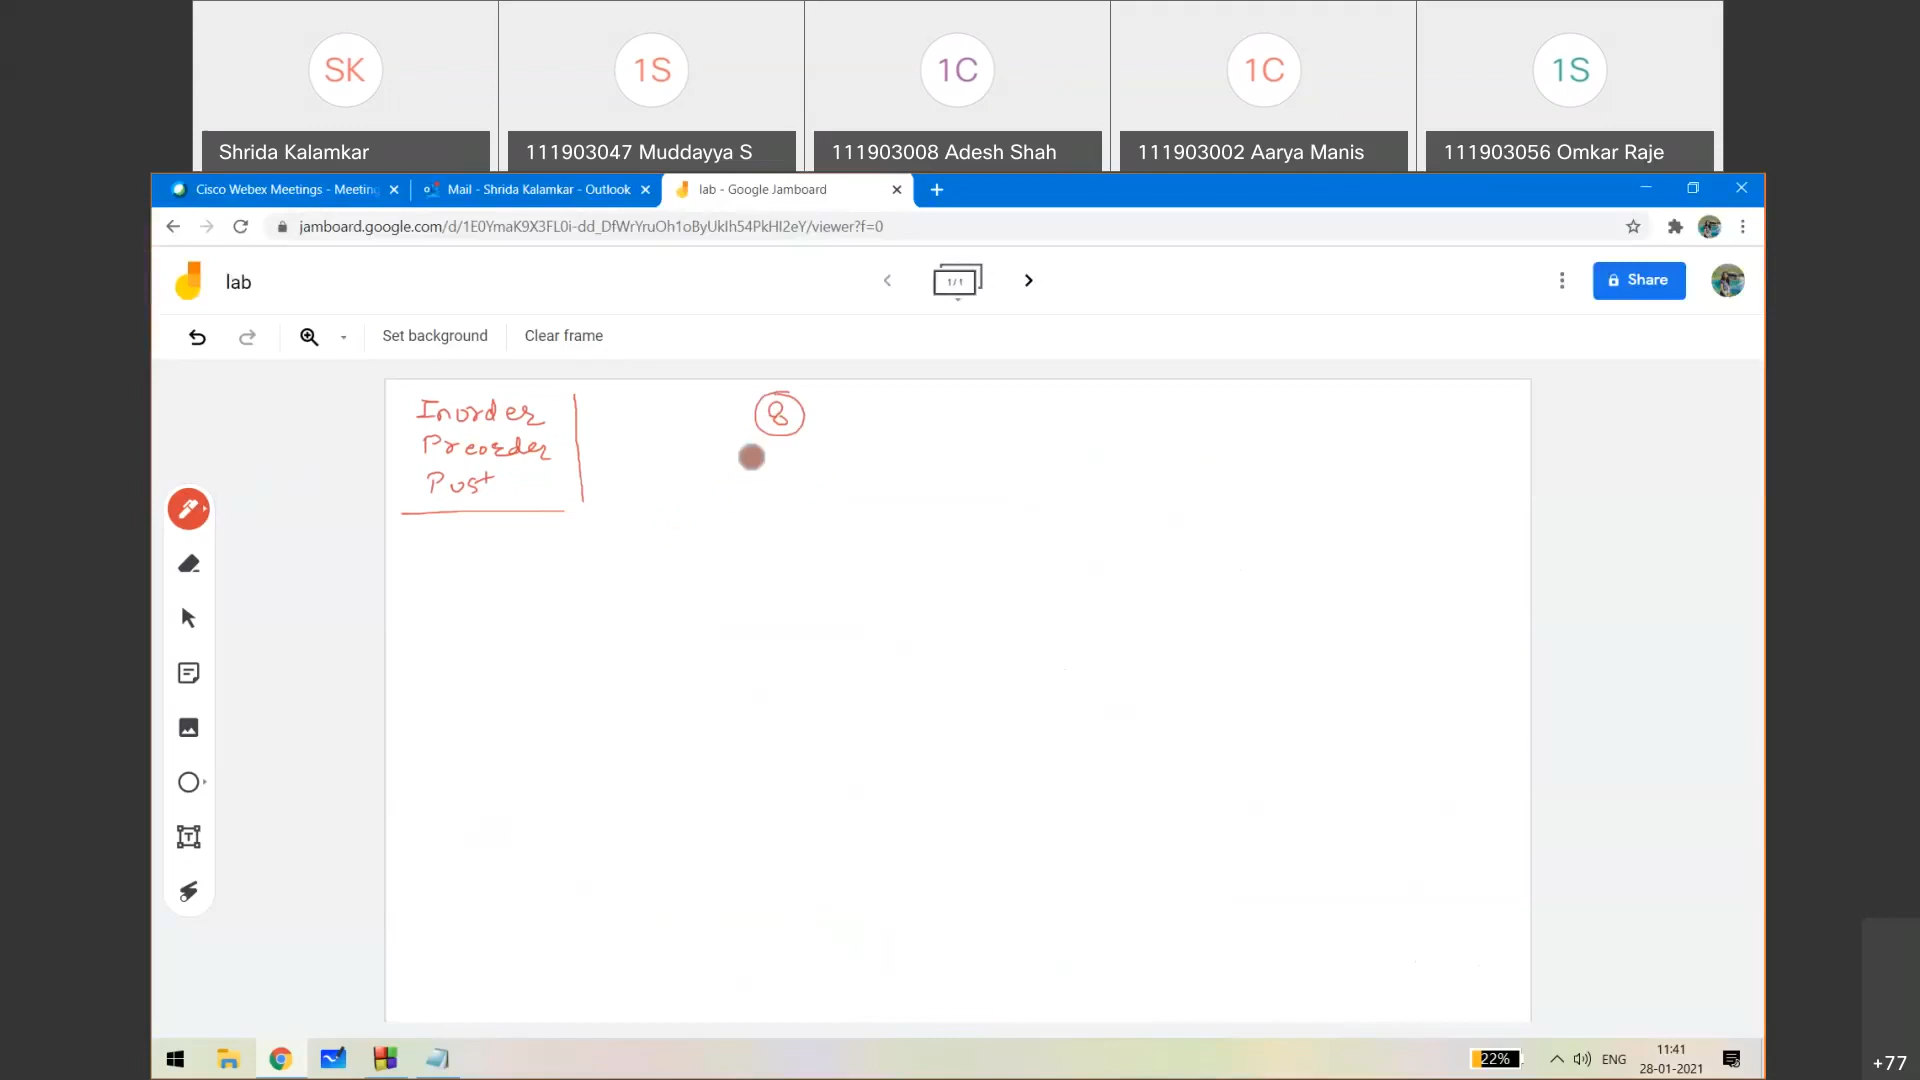 SK
1S
1C
1C
1S
Shrida Kalamkar
111903047 Muddayya S
111903008 Adesh Shah
111903002 Aarya Manis
111903056 Omkar Raje
Cisco Webex Meetings - Meeting
Mail - Shrida Kalamkar - Outlook
lab - Google Jamboard
jamboard.google.com/d/1E0YmaK9X3FL0i-dd_DfWrYruOh1oByUkIh54PkHI2eY/viewer?f=0
lab
1/1
Share
Set background
Clear frame
Inorder
Preorder
Post
8
22%
ENG
11:41
28-01-2021
+77